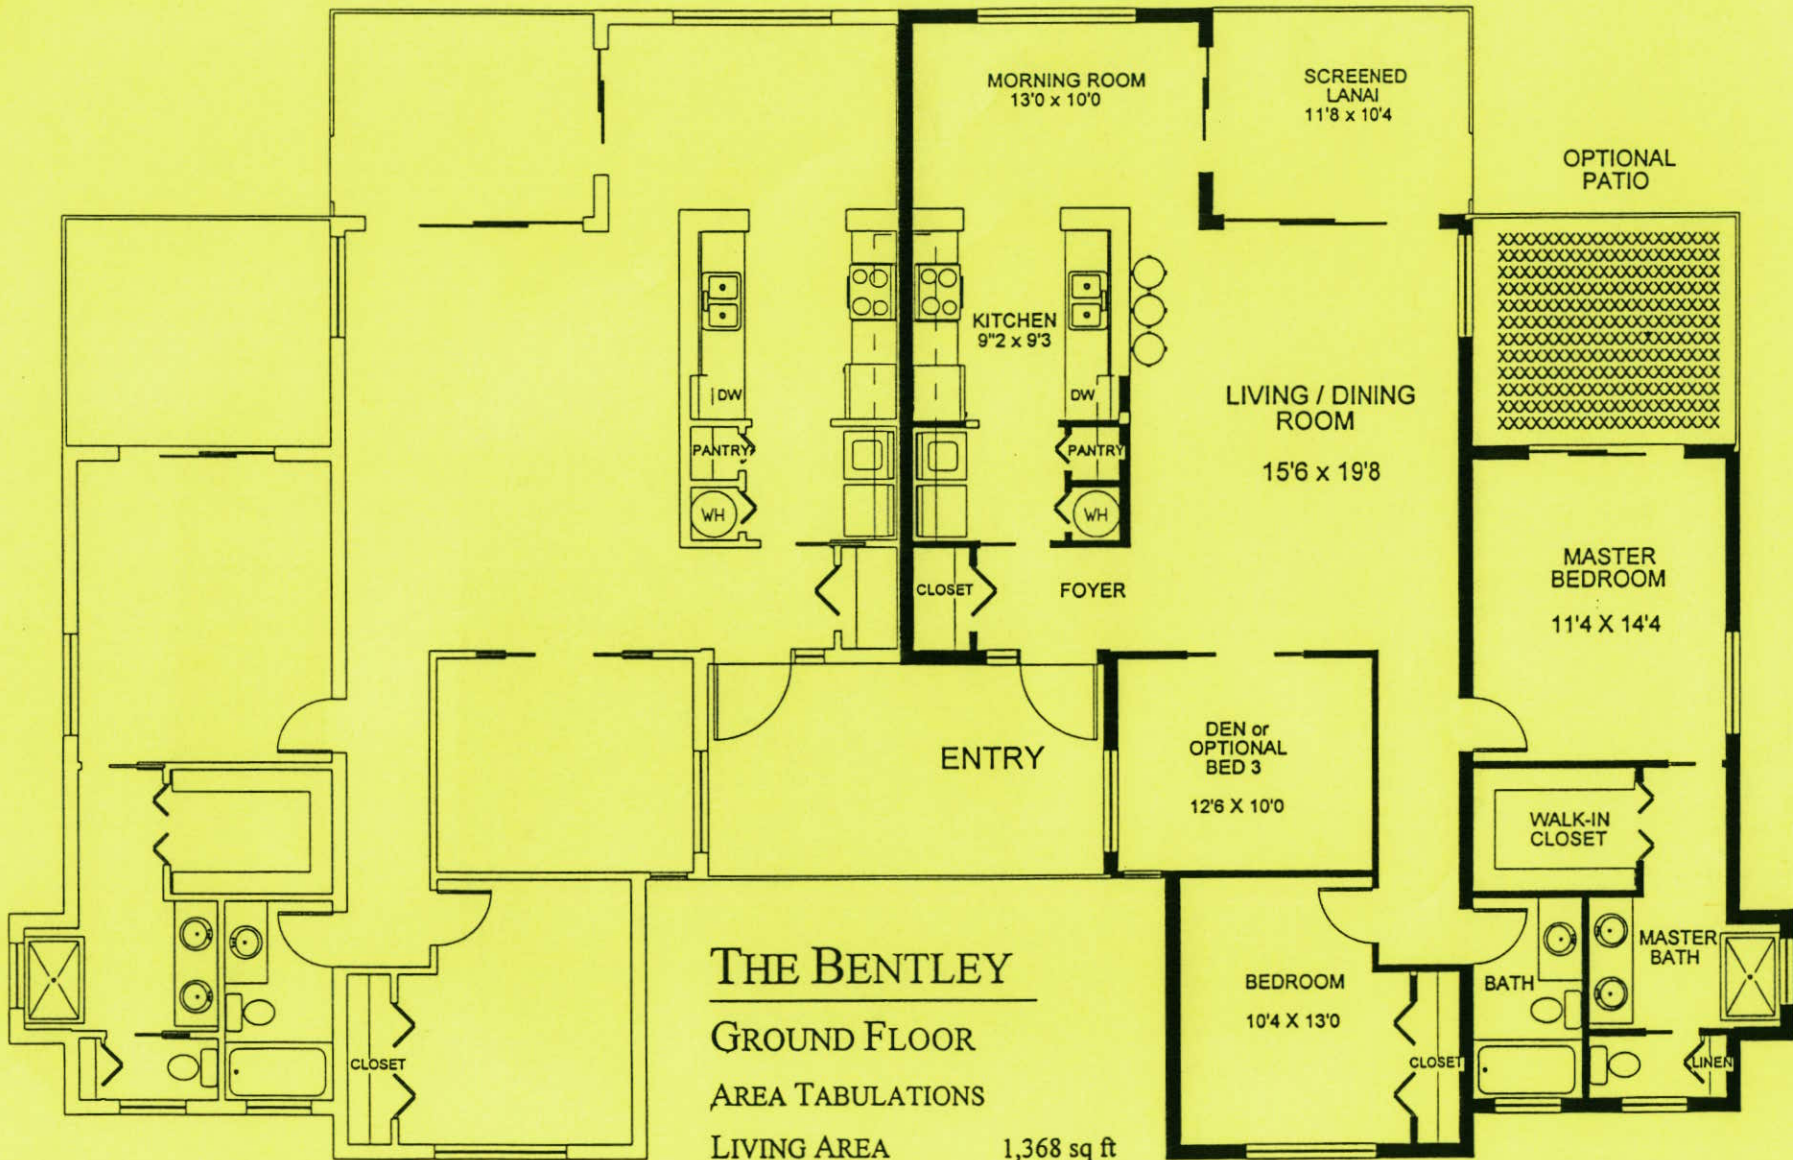 MORNING ROOM
13'0 x 10'0
SCREENED
LANAI
11'8 x 10'4
OPTIONAL
PATIO
XXXXXXXXXXXXXXXXXXXX
KITCHEN
9"2 x 9'3
DW
DW
LIVING / DINING
ROOM
15'6 x 19'8
PANTRY
PANTRY
WH
WH
CLOSET
FOYER
MASTER
BEDROOM
11'4 X 14'4
ENTRY
DEN or
OPTIONAL
BED 3
12'6 X 10'0
WALK-IN
CLOSET
MASTER
BATH
BATH
BEDROOM
10'4 X 13'0
CLOSET
CLOSET
LINEN
THE BENTLEY
GROUND FLOOR
AREA TABULATIONS
LIVING AREA 1,368 sq ft